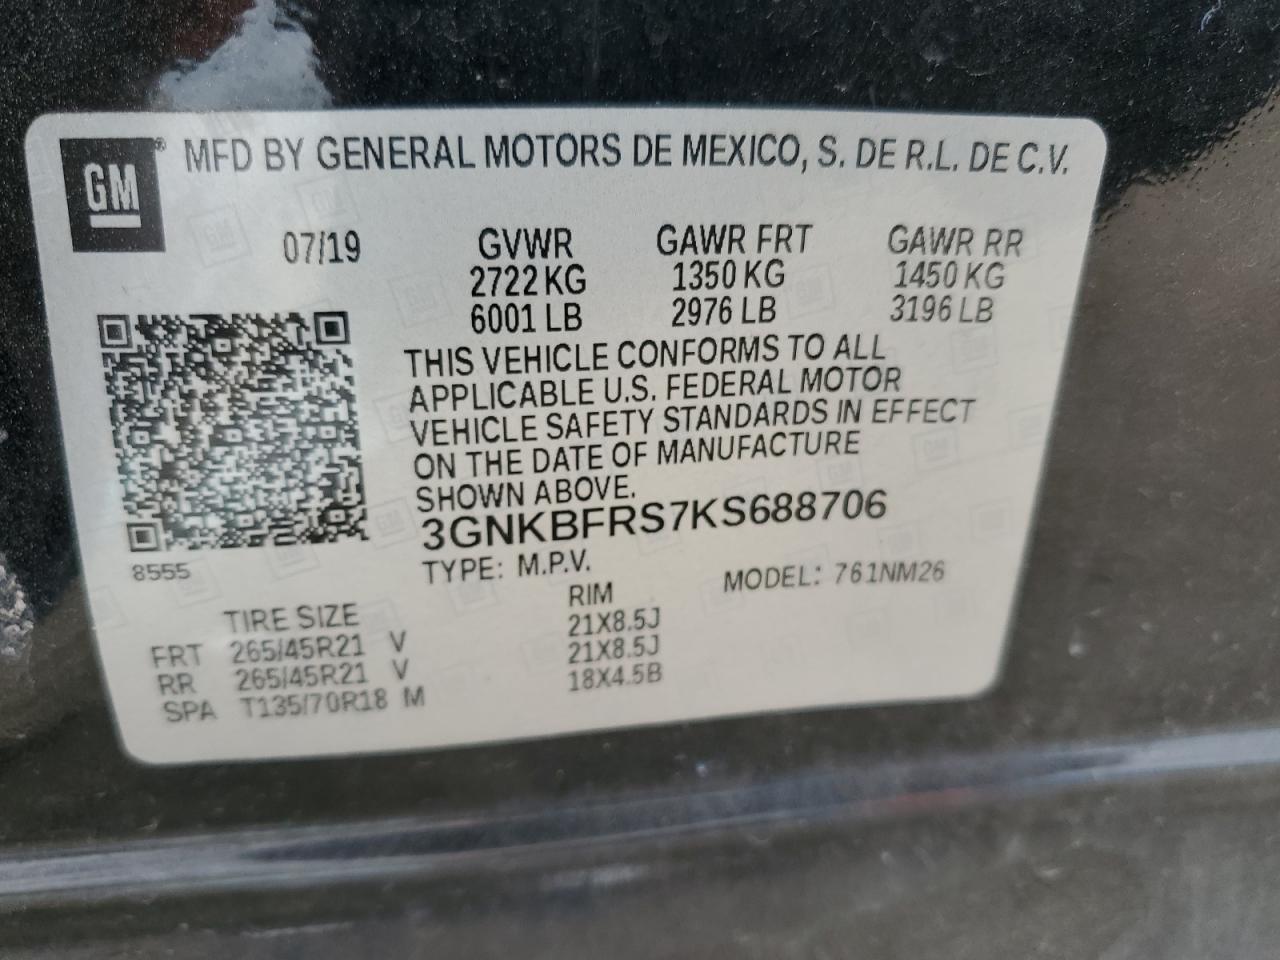 GM® MFD BY GENERAL MOTORS DE MEXICO, S. DE R.L. DE C.V.
07/19 GVWR GAWR FRT GAWR RR
2722 KG 1350 KG 1450 KG
6001 LB 2976 LB 3196 LB
THIS VEHICLE CONFORMS TO ALL
APPLICABLE U.S. FEDERAL MOTOR
VEHICLE SAFETY STANDARDS IN EFFECT
ON THE DATE OF MANUFACTURE
SHOWN ABOVE.
3GNKBFRS7KS688706
8555 TYPE: M.P.V. MODEL: 761NM26
TIRE SIZE RIM
FRT 265/45R21 V 21X8.5J
RR 265/45R21 V 21X8.5J
SPA T135/70R18 M 18X4.5B